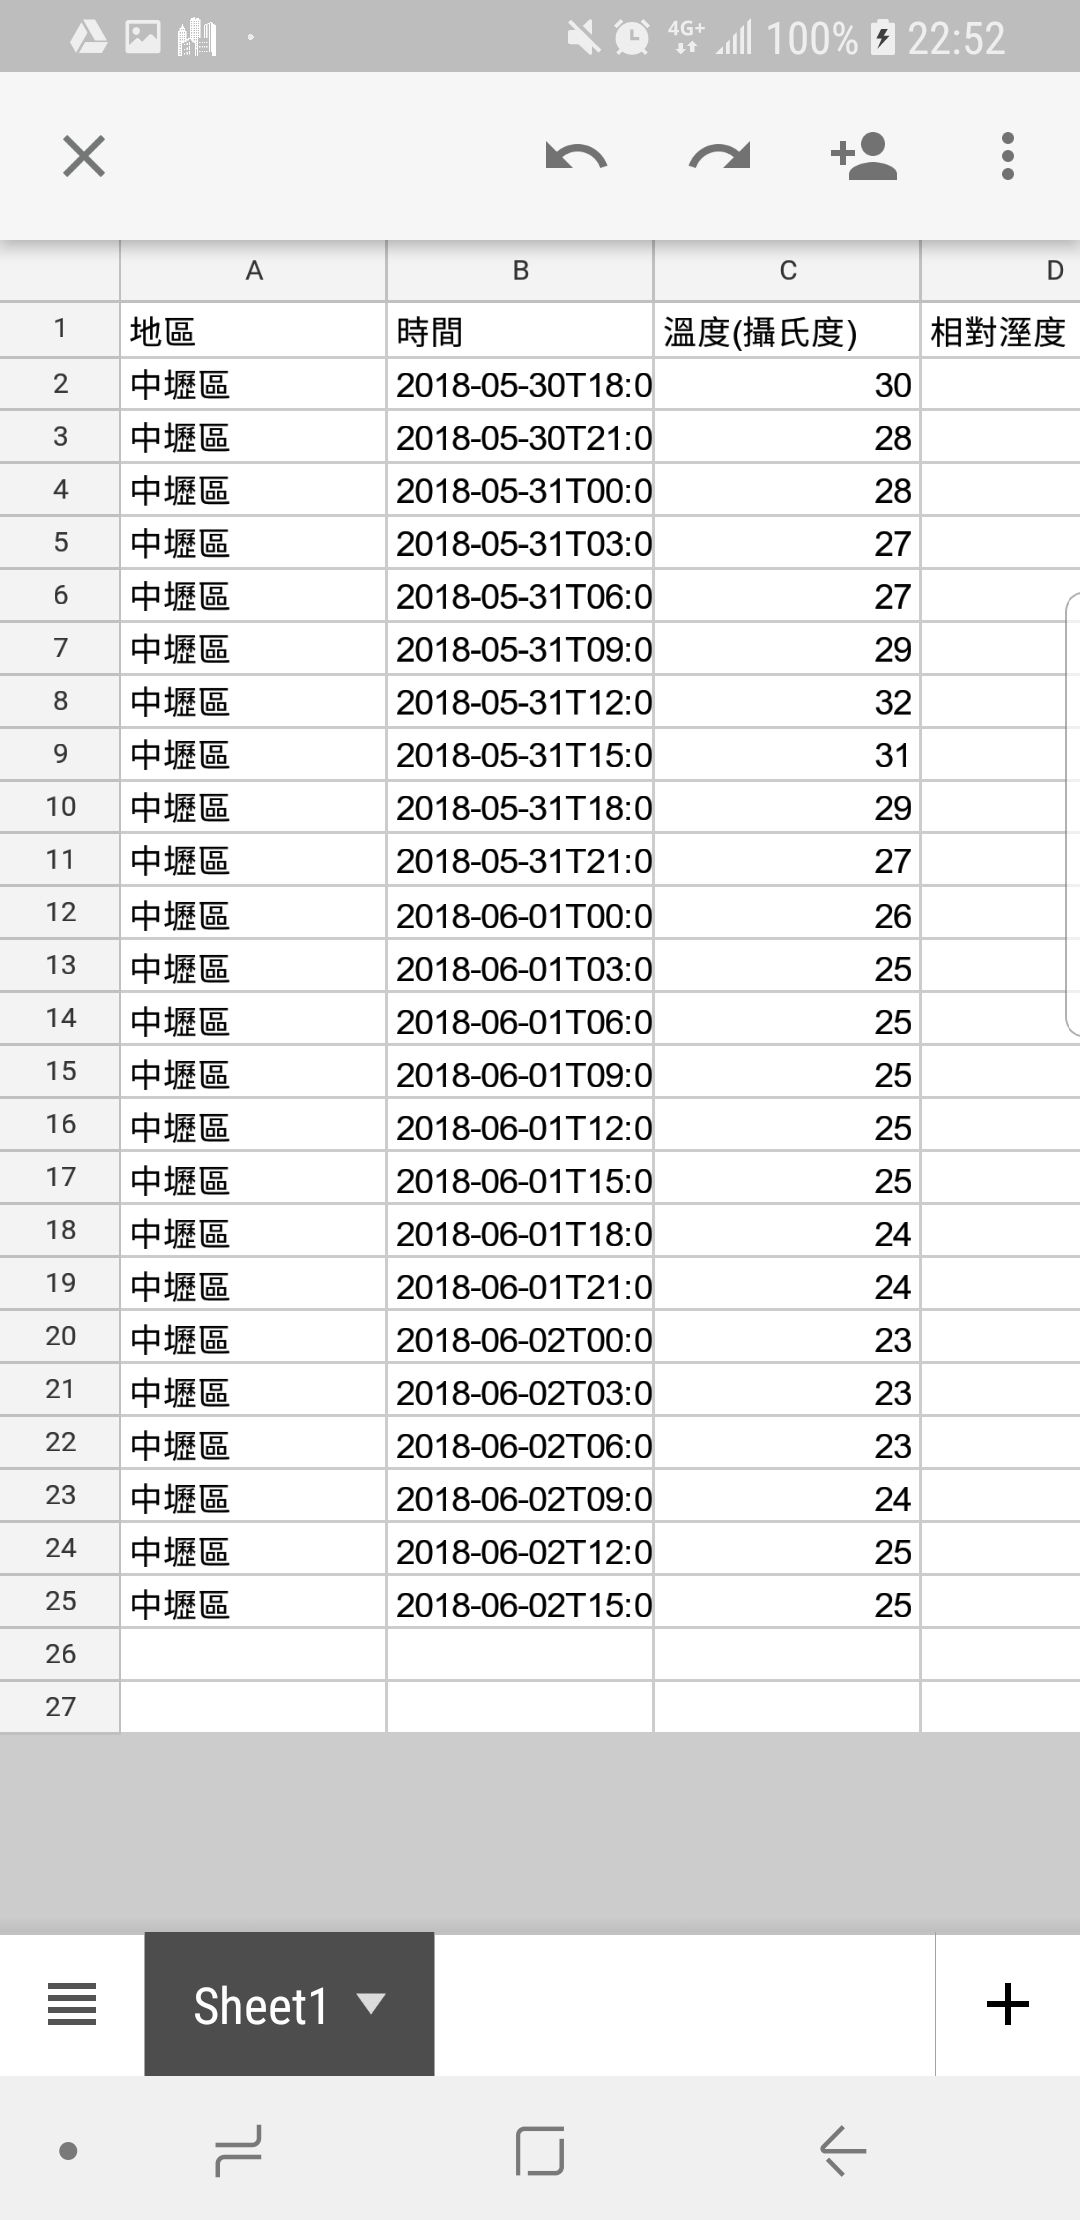 4G+ 100% 22:52
A B C D
1 地區 時間 溫度(攝氏度) 相對溼度
2 中壢區 2018-05-30T18:0 30
3 中壢區 2018-05-30T21:0 28
4 中壢區 2018-05-31T00:0 28
5 中壢區 2018-05-31T03:0 27
6 中壢區 2018-05-31T06:0 27
7 中壢區 2018-05-31T09:0 29
8 中壢區 2018-05-31T12:0 32
9 中壢區 2018-05-31T15:0 31
10 中壢區 2018-05-31T18:0 29
11 中壢區 2018-05-31T21:0 27
12 中壢區 2018-06-01T00:0 26
13 中壢區 2018-06-01T03:0 25
14 中壢區 2018-06-01T06:0 25
15 中壢區 2018-06-01T09:0 25
16 中壢區 2018-06-01T12:0 25
17 中壢區 2018-06-01T15:0 25
18 中壢區 2018-06-01T18:0 24
19 中壢區 2018-06-01T21:0 24
20 中壢區 2018-06-02T00:0 23
21 中壢區 2018-06-02T03:0 23
22 中壢區 2018-06-02T06:0 23
23 中壢區 2018-06-02T09:0 24
24 中壢區 2018-06-02T12:0 25
25 中壢區 2018-06-02T15:0 25
26
27
Sheet1